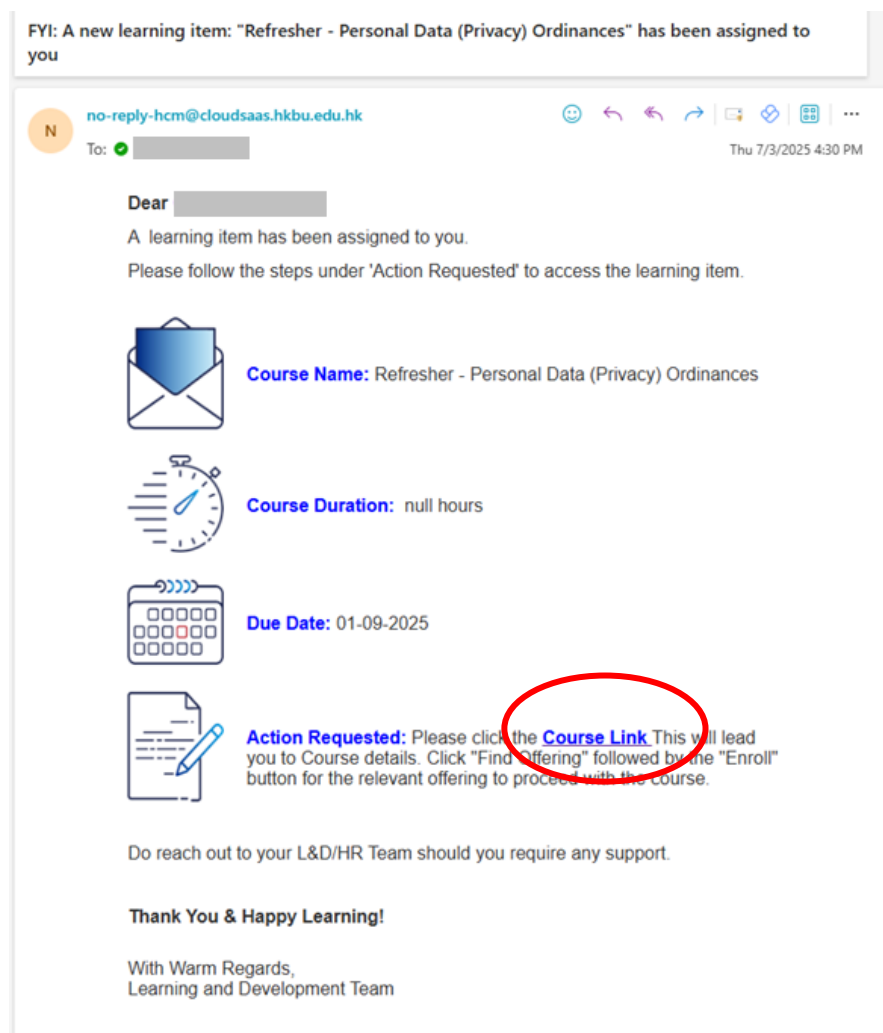 FYI: A new learning item: "Refresher - Personal Data (Privacy) Ordinances" has been assigned to
you
N
no-reply-hcm@cloudsaas.hkbu.edu.hk
To:
Thu 7/3/2025 4:30 PM
Dear
A learning item has been assigned to you.
Please follow the steps under 'Action Requested' to access the learning item.
Course Name: Refresher - Personal Data (Privacy) Ordinances
Course Duration: null hours
Due Date: 01-09-2025
Action Requested: Please click the Course Link This will lead
you to Course details. Click "Find Offering" followed by the "Enroll"
button for the relevant offering to proceed with the course.
Do reach out to your L&D/HR Team should you require any support.
Thank You & Happy Learning!
With Warm Regards,
Learning and Development Team